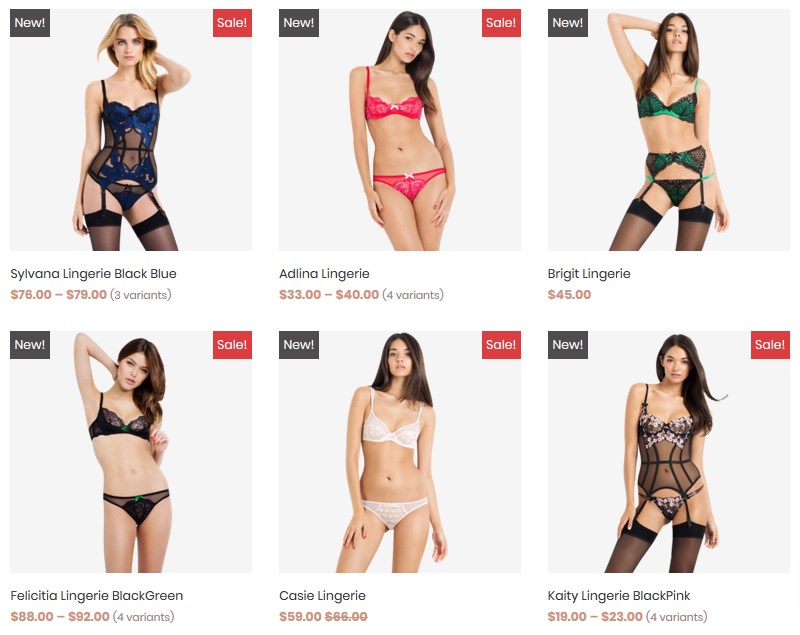 New!
Sale!
New!
Sale!
New!
Sylvana Lingerie Black Blue
$76.00 – $79.00 (3 variants)
Adlina Lingerie
$33.00 – $40.00 (4 variants)
Brigit Lingerie
$45.00
New!
Sale!
New!
Sale!
New!
Sale!
Felicitia Lingerie BlackGreen
$88.00 – $92.00 (4 variants)
Casie Lingerie
$59.00 $66.00
Kaity Lingerie BlackPink
$19.00 – $23.00 (4 variants)